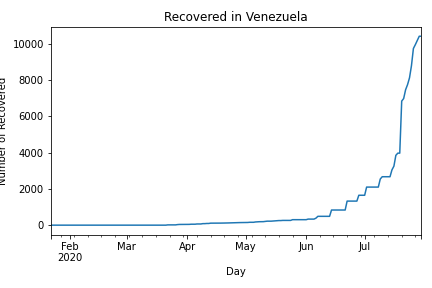 Recovered in Venezuela
Number of Recovered
10000
8000
6000
4000
2000
0
Feb
2020
Mar
Apr
May
Jun
Jul
Day